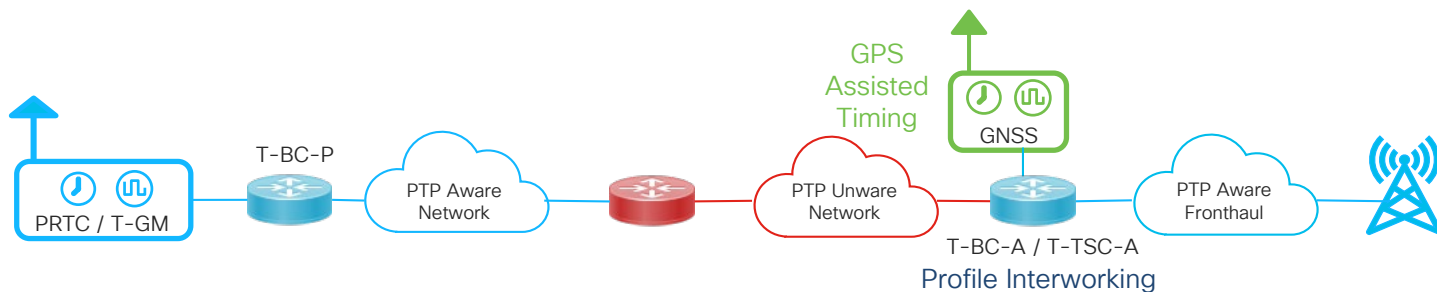 GPS
Assisted
Timing
GNSS
T-BC-P
PRTC / T-GM
PTP Aware
Network
PTP Unware
Network
PTP Aware
Fronthaul
T-BC-A / T-TSC-A
Profile Interworking